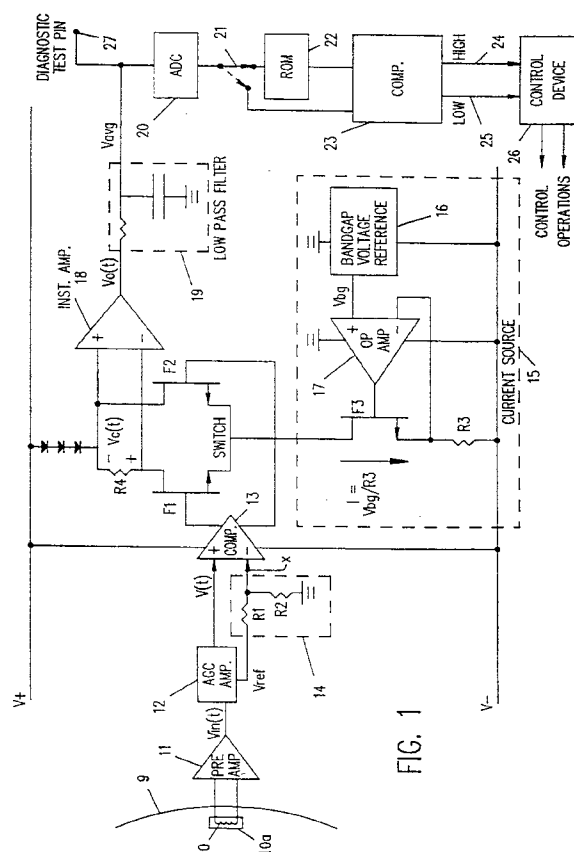 DIAGNOSTIC
TEST PIN
27
V+
Vavg
ADC
20
21
ROM
22
COMP.
23
HIGH
24
LOW
25
CONTROL
DEVICE
26
CONTROL
OPERATIONS
INST. AMP.
18
Vo(t)
LOW PASS FILTER
19
Vc(t)
- +
R4
+
-
F1
F2
SWITCH
13
COMP.
+
-
V(t)
x
R1
R2
14
Vref
AGC
AMP.
12
Vin(t)
PRE
AMP
11
9
10a
BANDGAP
VOLTAGE
REFERENCE
16
Vbg
+
-
OP
AMP
17
F3
I =
Vbg/R3
R3
CURRENT SOURCE
15
V-
FIG. 1